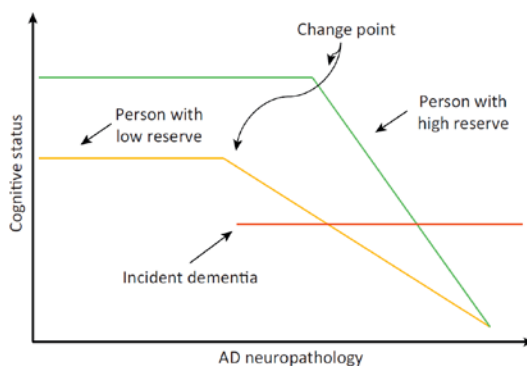 Change point
Person with
low reserve
Person with
high reserve
Cognitive status
Incident dementia
AD neuropathology